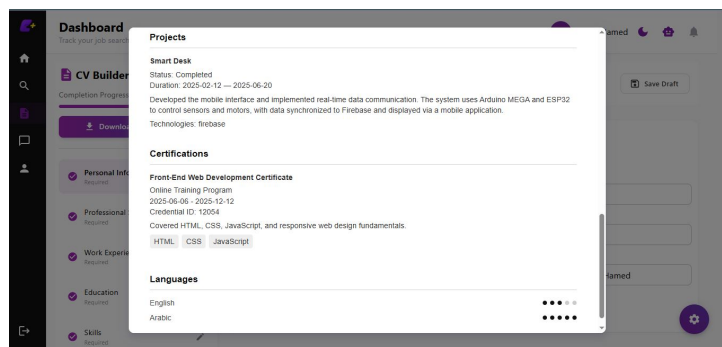 Dashboard
Track your job search
amed
CV Builder
Completion Progress
Save Draft
Downloa
Personal Info
Required
Professional
Required
Work Experie
Required
Education
Required
Skills
Required
Hamed
Projects
Smart Desk
Status: Completed
Duration: 2025-02-12 — 2025-06-20
Developed the mobile interface and implemented real-time data communication. The system uses Arduino MEGA and ESP32
to control sensors and motors, with data synchronized to Firebase and displayed via a mobile application.
Technologies: firebase
Certifications
Front-End Web Development Certificate
Online Training Program
2025-06-06 - 2025-12-12
Credential ID: 12054
Covered HTML, CSS, JavaScript, and responsive web design fundamentals.
HTML CSS JavaScript
Languages
English
Arabic